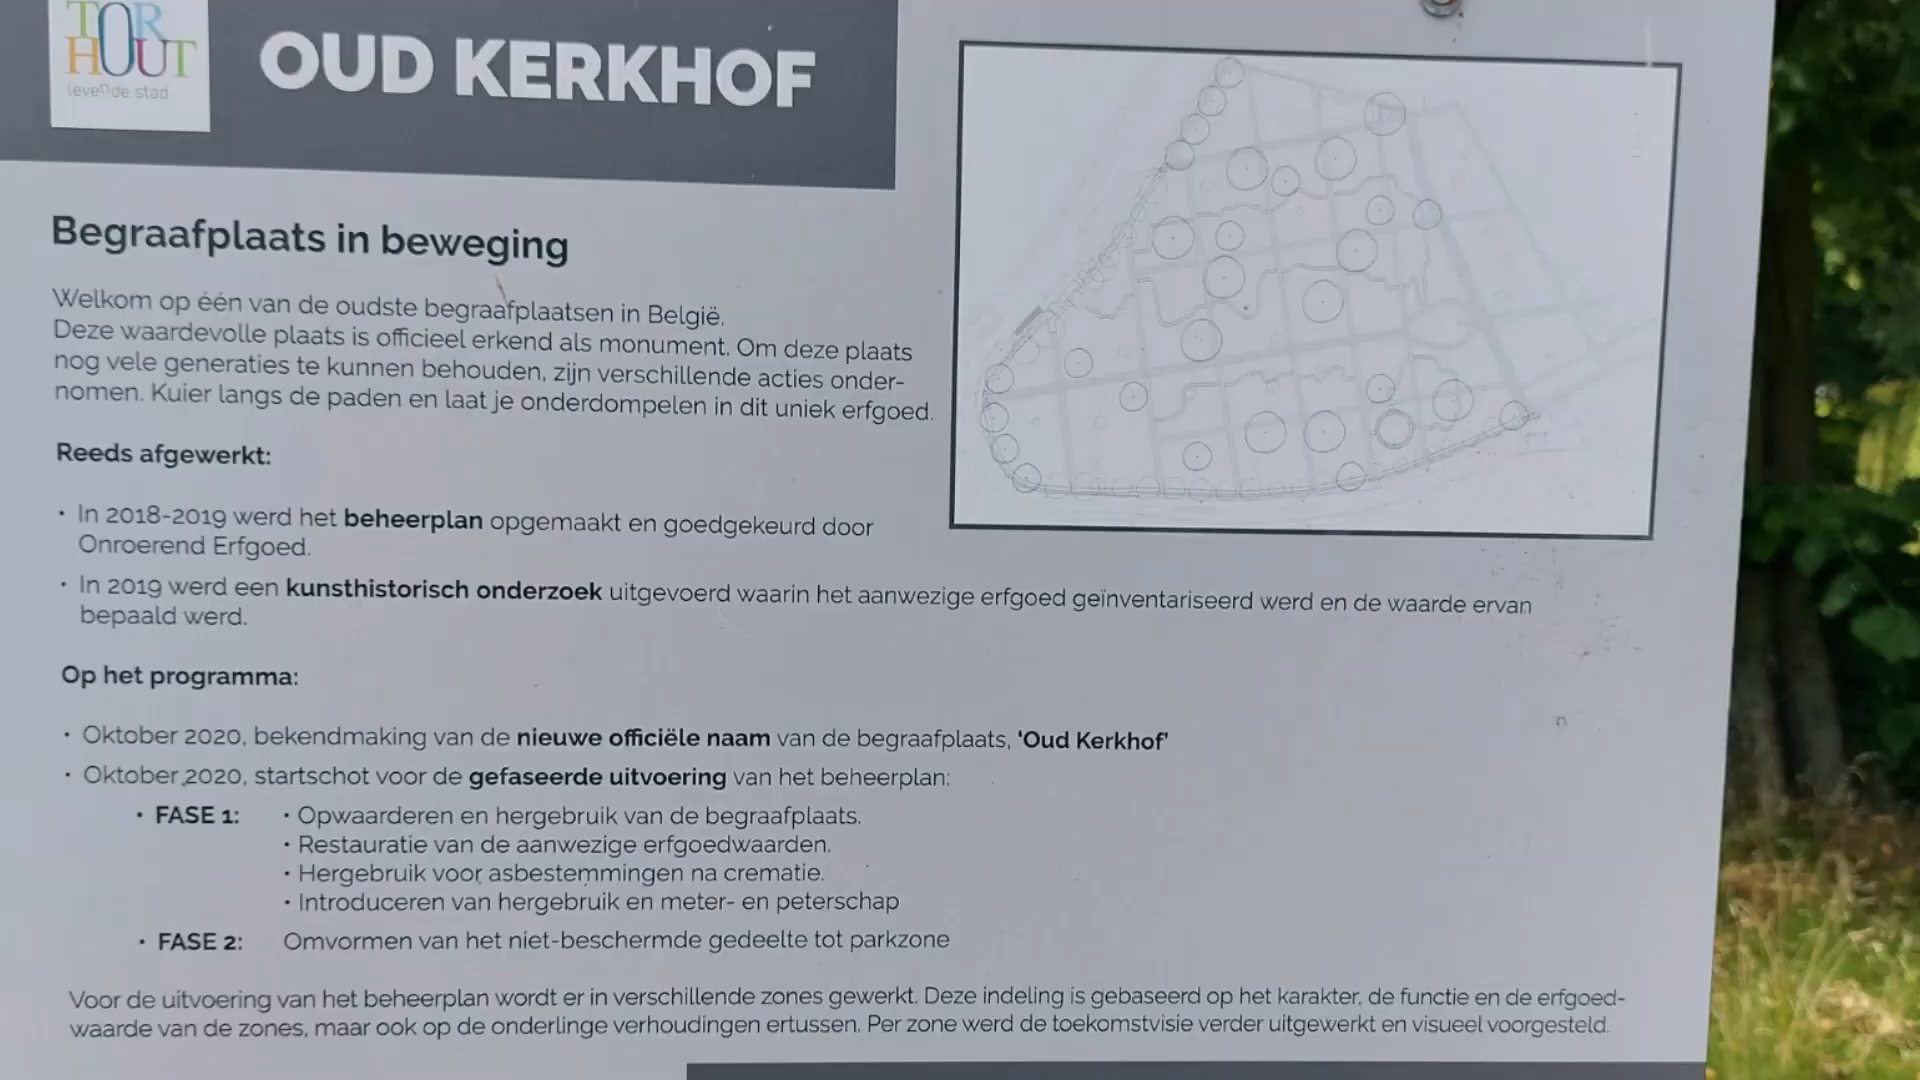 TOR
HOUT
levende stad
OUD KERKHOF
Begraafplaats in beweging
Welkom op één van de oudste begraafplaatsen in België.
Deze waardevolle plaats is officieel erkend als monument. Om deze plaats
nog vele generaties te kunnen behouden, zijn verschillende acties onder-
nomen. Kuier langs de paden en laat je onderdompelen in dit uniek erfgoed.
Reeds afgewerkt:
• In 2018-2019 werd het beheerplan opgemaakt en goedgekeurd door
Onroerend Erfgoed.
• In 2019 werd een kunsthistorisch onderzoek uitgevoerd waarin het aanwezige erfgoed geïnventariseerd werd en de waarde ervan
bepaald werd.
Op het programma:
• Oktober 2020, bekendmaking van de nieuwe officiële naam van de begraafplaats, ‘Oud Kerkhof’
• Oktober 2020, startschot voor de gefaseerde uitvoering van het beheerplan:
• FASE 1: • Opwaarderen en hergebruik van de begraafplaats.
• Restauratie van de aanwezige erfgoedwaarden.
• Hergebruik voor asbestemmingen na crematie.
• Introduceren van hergebruik en meter- en peterschap
• FASE 2: Omvormen van het niet-beschermde gedeelte tot parkzone
Voor de uitvoering van het beheerplan wordt er in verschillende zones gewerkt. Deze indeling is gebaseerd op het karakter, de functie en de erfgoed-
waarde van de zones, maar ook op de onderlinge verhoudingen ertussen. Per zone werd de toekomstvisie verder uitgewerkt en visueel voorgesteld.